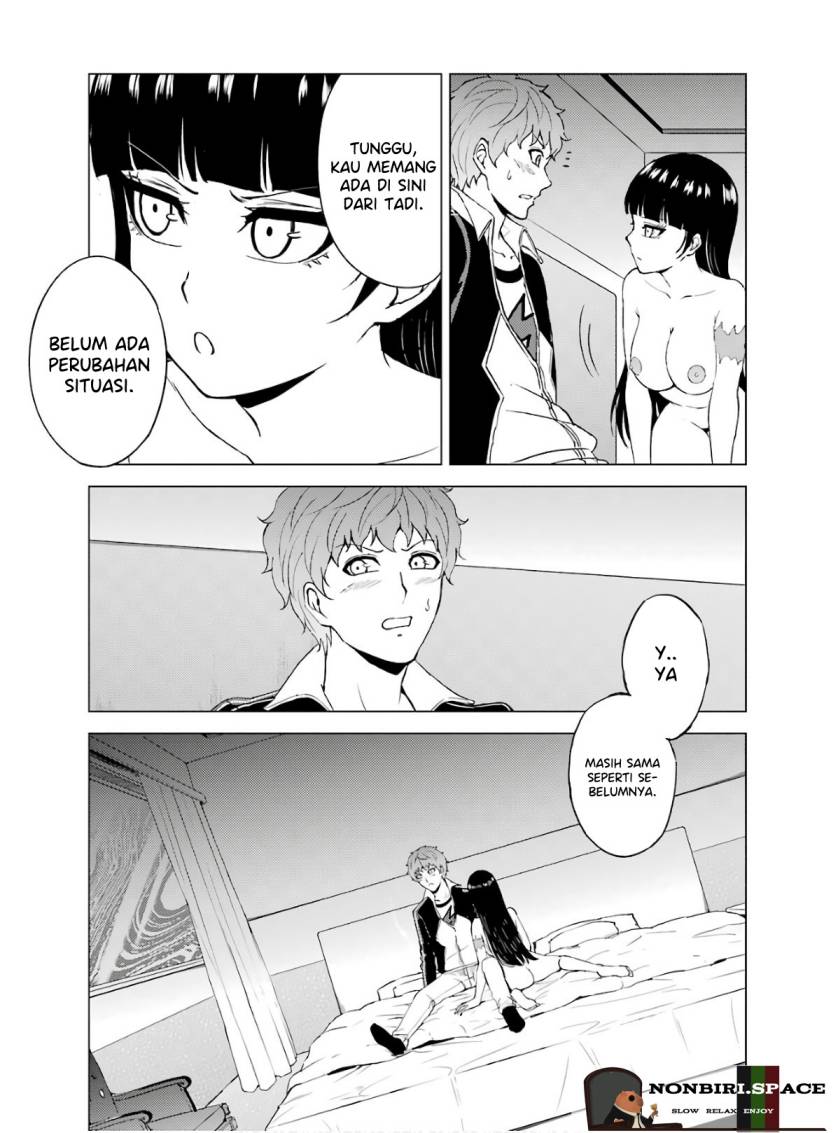 TUNGGU,
KAU MEMANG
ADA DI SINI
DARI TADI.
BELUM ADA
PERUBAHAN
SITUASI.
Y..
YA
MASIH SAMA
SEPERTI SE-
BELUMNYA.
NONBIRI.SPACE
SLOW RELAX ENJOY